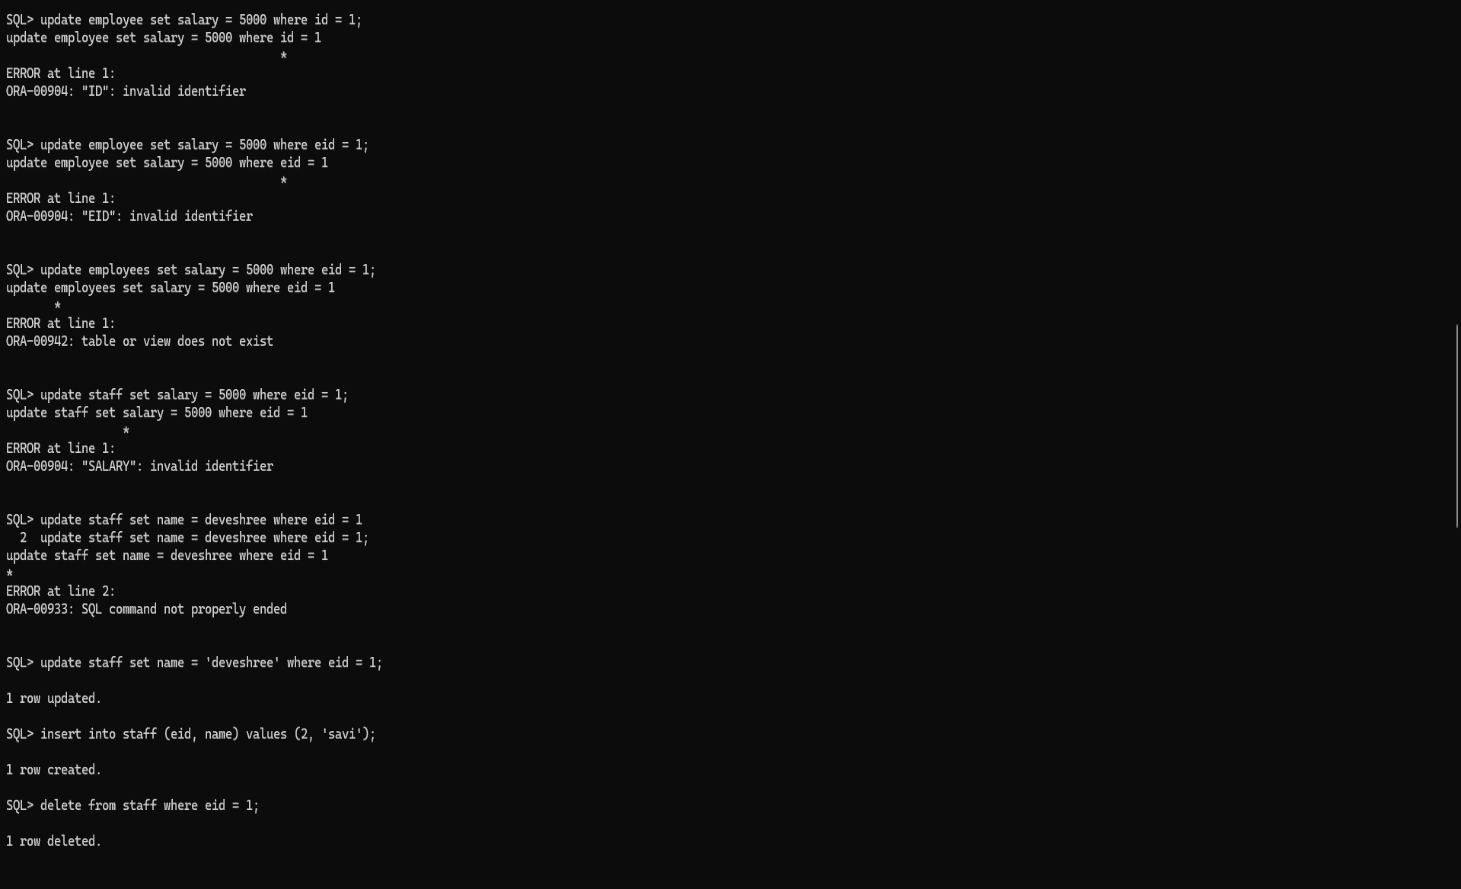 SQL> update employee set salary = 5000 where id = 1;
update employee set salary = 5000 where id = 1
                                        *
ERROR at line 1:
ORA-00904: "ID": invalid identifier


SQL> update employee set salary = 5000 where eid = 1;
update employee set salary = 5000 where eid = 1
                                        *
ERROR at line 1:
ORA-00904: "EID": invalid identifier


SQL> update employees set salary = 5000 where eid = 1;
update employees set salary = 5000 where eid = 1
       *
ERROR at line 1:
ORA-00942: table or view does not exist


SQL> update staff set salary = 5000 where eid = 1;
update staff set salary = 5000 where eid = 1
                 *
ERROR at line 1:
ORA-00904: "SALARY": invalid identifier


SQL> update staff set name = deveshree where eid = 1
  2  update staff set name = deveshree where eid = 1;
update staff set name = deveshree where eid = 1
*
ERROR at line 2:
ORA-00933: SQL command not properly ended


SQL> update staff set name = 'deveshree' where eid = 1;

1 row updated.

SQL> insert into staff (eid, name) values (2, 'savi');

1 row created.

SQL> delete from staff where eid = 1;

1 row deleted.